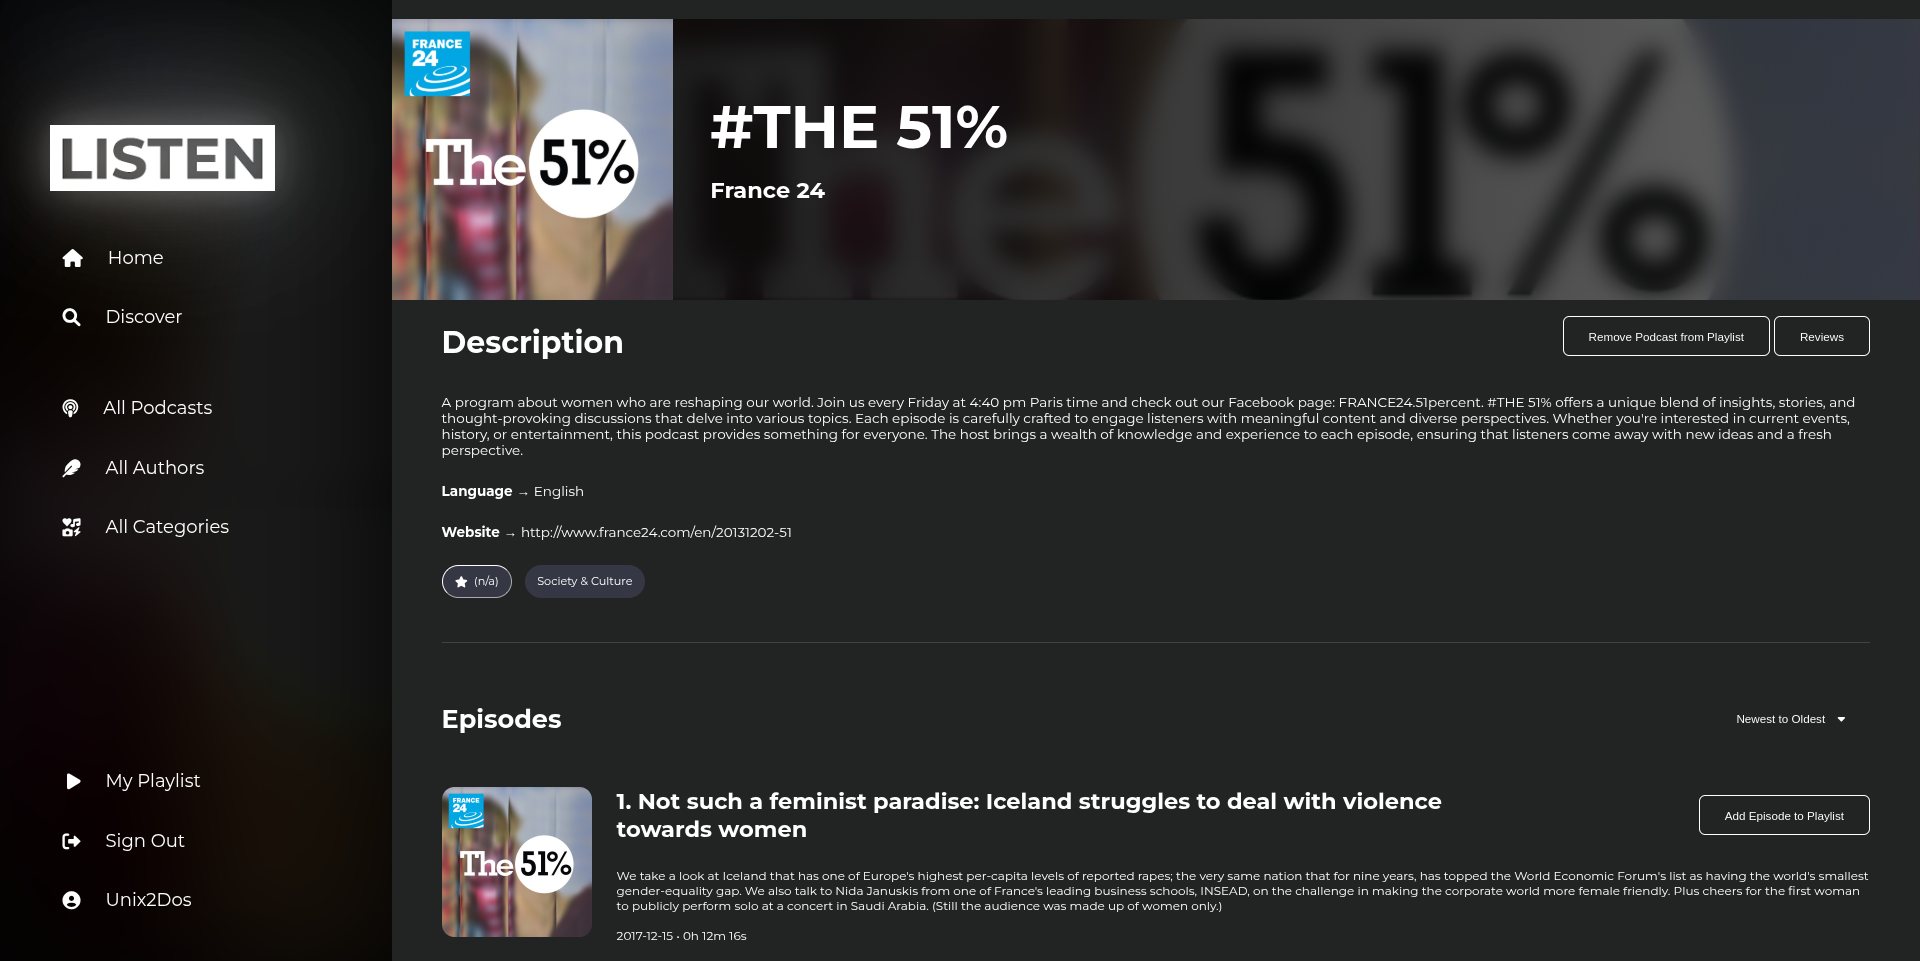 LISTEN
Home
Discover
All Podcasts
All Authors
All Categories
My Playlist
Sign Out
Unix2Dos
FRANCE
24
The 51%
#THE 51%
France 24
The 51%
Description
Remove Podcast from Playlist
Reviews
A program about women who are reshaping our world. Join us every Friday at 4:40 pm Paris time and check out our Facebook page: FRANCE24.51percent. #THE 51% offers a unique blend of insights, stories, and
thought-provoking discussions that delve into various topics. Each episode is carefully crafted to engage listeners with meaningful content and diverse perspectives. Whether you're interested in current events,
history, or entertainment, this podcast provides something for everyone. The host brings a wealth of knowledge and experience to each episode, ensuring that listeners come away with new ideas and a fresh
perspective.
Language → English
Website → http://www.france24.com/en/20131202-51
(n/a)
Society & Culture
Episodes
Newest to Oldest
FRANCE
24
The 51%
1. Not such a feminist paradise: Iceland struggles to deal with violence
towards women
Add Episode to Playlist
We take a look at Iceland that has one of Europe's highest per-capita levels of reported rapes; the very same nation that for nine years, has topped the World Economic Forum's list as having the world's smallest
gender-equality gap. We also talk to Nida Januskis from one of France's leading business schools, INSEAD, on the challenge in making the corporate world more female friendly. Plus cheers for the first woman
to publicly perform solo at a concert in Saudi Arabia. (Still the audience was made up of women only.)
2017-12-15 • 0h 12m 16s